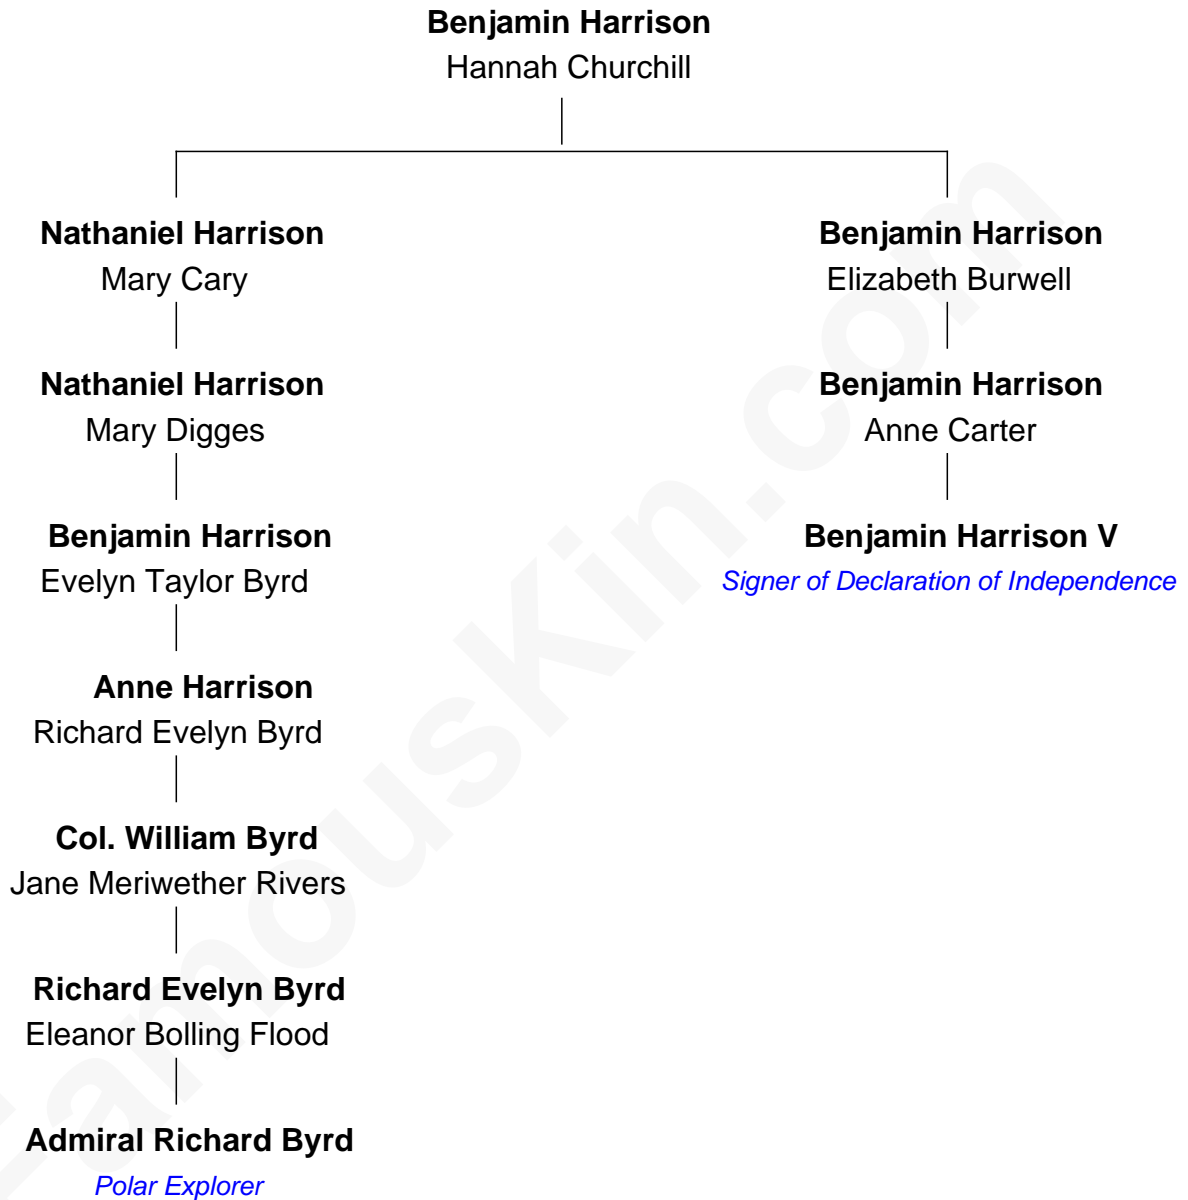 Benjamin Harrison
Hannah Churchill
Nathaniel Harrison
Mary Cary
Nathaniel Harrison
Mary Digges
Benjamin Harrison
Evelyn Taylor Byrd
Anne Harrison
Richard Evelyn Byrd
Col. William Byrd
Jane Meriwether Rivers
Richard Evelyn Byrd
Eleanor Bolling Flood
Admiral Richard Byrd
Polar Explorer
Benjamin Harrison
Elizabeth Burwell
Benjamin Harrison
Anne Carter
Benjamin Harrison V
Signer of Declaration of Independence
FamousKin.com